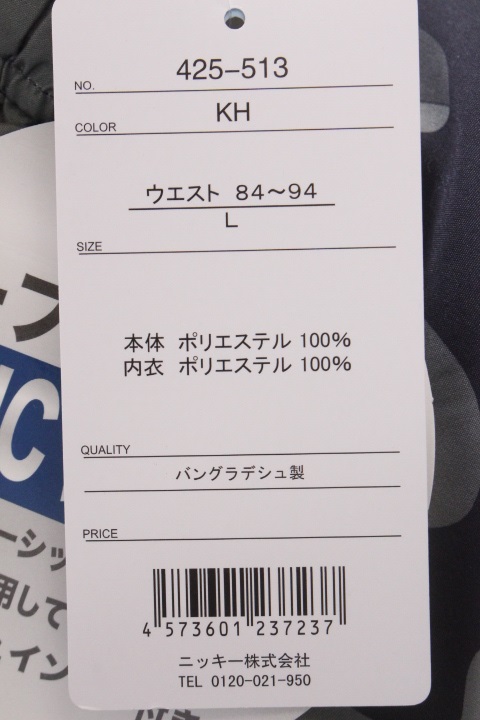 425-513
NO.
KH
COLOR
ウエスト 84〜94
L
SIZE
本体 ポリエステル 100%
内衣 ポリエステル 100%
QUALITY
バングラデシュ製
PRICE
4 573601 237237
ニッキー株式会社
TEL 0120-021-950